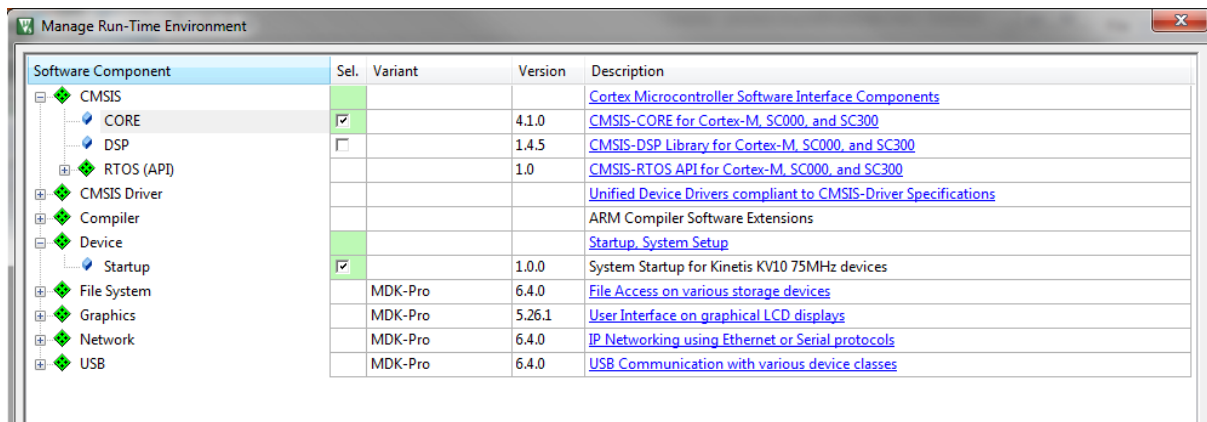 Manage Run-Time Environment
Software Component Sel. Variant Version Description
CMSIS Cortex Microcontroller Software Interface Components
CORE 4.1.0 CMSIS-CORE for Cortex-M, SC000, and SC300
DSP 1.4.5 CMSIS-DSP Library for Cortex-M, SC000, and SC300
RTOS (API) 1.0 CMSIS-RTOS API for Cortex-M, SC000, and SC300
CMSIS Driver Unified Device Drivers compliant to CMSIS-Driver Specifications
Compiler ARM Compiler Software Extensions
Device Startup, System Setup
Startup 1.0.0 System Startup for Kinetis KV10 75MHz devices
File System MDK-Pro 6.4.0 File Access on various storage devices
Graphics MDK-Pro 5.26.1 User Interface on graphical LCD displays
Network MDK-Pro 6.4.0 IP Networking using Ethernet or Serial protocols
USB MDK-Pro 6.4.0 USB Communication with various device classes